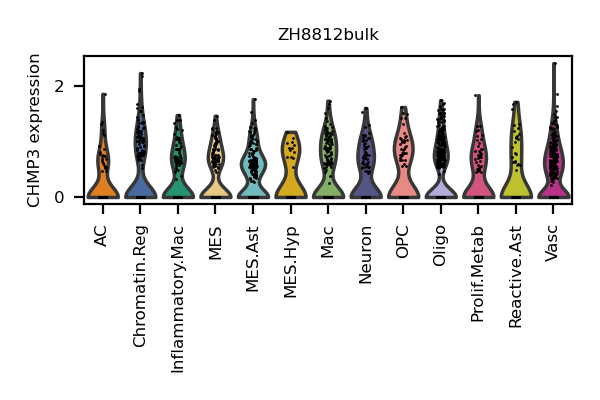 ZH8812bulk
CHMP3 expression
2
0
AC
Chromatin.Reg
Inflammatory.Mac
MES
MES.Ast
MES.Hyp
Mac
Neuron
OPC
Oligo
Prolif.Metab
Reactive.Ast
Vasc